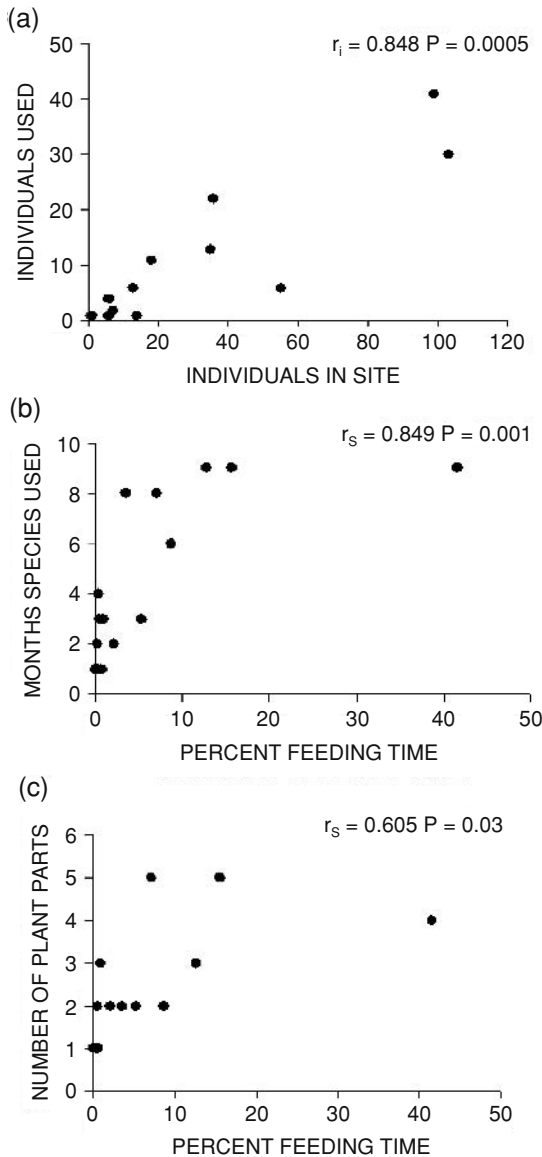 (a)
r_i = 0.848 P = 0.0005
INDIVIDUALS USED
50
40
30
20
10
0
0 20 40 60 80 100 120
INDIVIDUALS IN SITE
(b)
r_S = 0.849 P = 0.001
MONTHS SPECIES USED
10
8
6
4
2
0
0 10 20 30 40 50
PERCENT FEEDING TIME
(c)
r_S = 0.605 P = 0.03
NUMBER OF PLANT PARTS
6
5
4
3
2
1
0
0 10 20 30 40 50
PERCENT FEEDING TIME